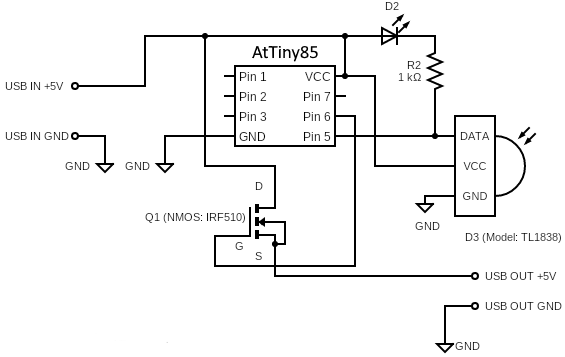 D2
AtTiny85
R2
1 kΩ
USB IN +5V
Pin 1
VCC
Pin 2
Pin 7
Pin 3
Pin 6
USB IN GND
GND
Pin 5
DATA
GND
GND
VCC
GND
D
GND
Q1 (NMOS: IRF510)
D3 (Model: TL1838)
G
S
USB OUT +5V
USB OUT GND
GND